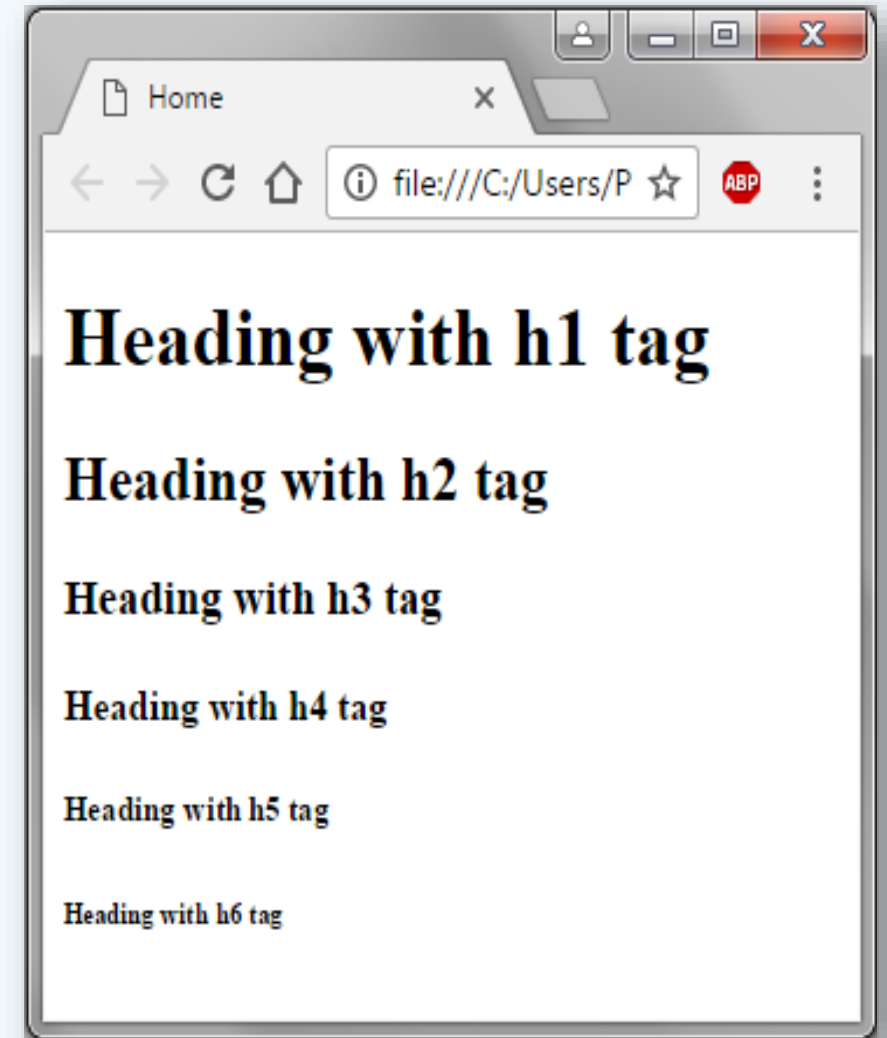 Home
file:///C:/Users/P
ABP
Heading with h1 tag
Heading with h2 tag
Heading with h3 tag
Heading with h4 tag
Heading with h5 tag
Heading with h6 tag